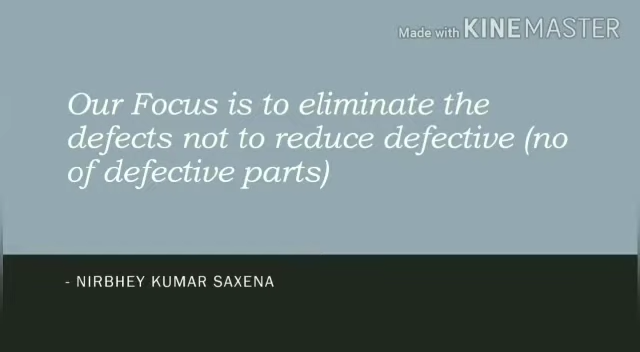 Made with KINEMASTER
Our Focus is to eliminate the
defects not to reduce defective (no
of defective parts)
- NIRBHEY KUMAR SAXENA